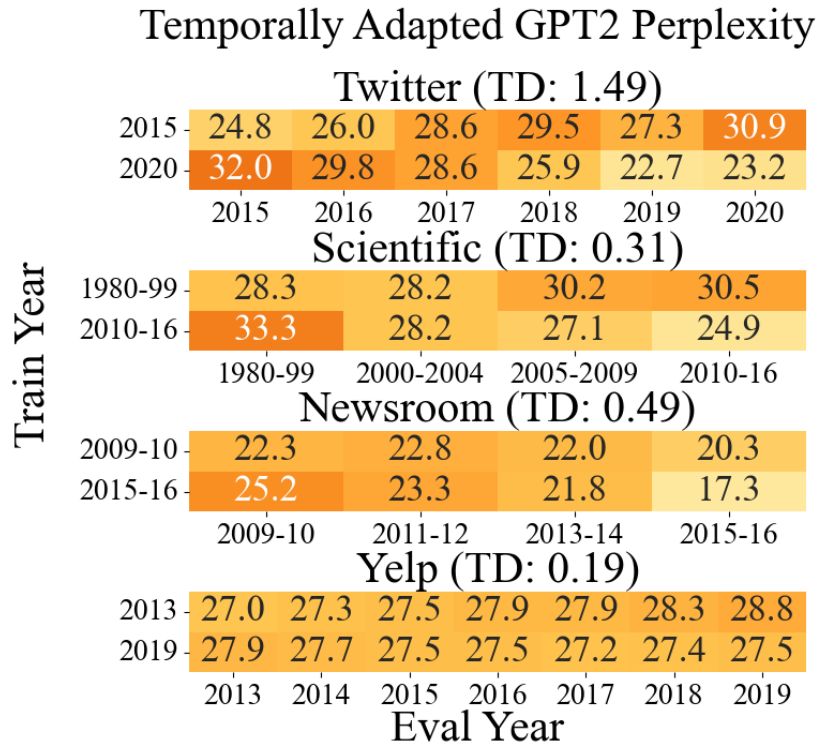 Temporally Adapted GPT2 Perplexity
Twitter (TD: 1.49)
2015 24.8 26.0 28.6 29.5 27.3 30.9
2020 32.0 29.8 28.6 25.9 22.7 23.2
2015 2016 2017 2018 2019 2020
Scientific (TD: 0.31)
1980-99 28.3 28.2 30.2 30.5
2010-16 33.3 28.2 27.1 24.9
1980-99 2000-2004 2005-2009 2010-16
Newsroom (TD: 0.49)
2009-10 22.3 22.8 22.0 20.3
2015-16 25.2 23.3 21.8 17.3
2009-10 2011-12 2013-14 2015-16
Yelp (TD: 0.19)
2013 27.0 27.3 27.5 27.9 27.9 28.3 28.8
2019 27.9 27.7 27.5 27.5 27.2 27.4 27.5
2013 2014 2015 2016 2017 2018 2019
Eval Year
Train Year